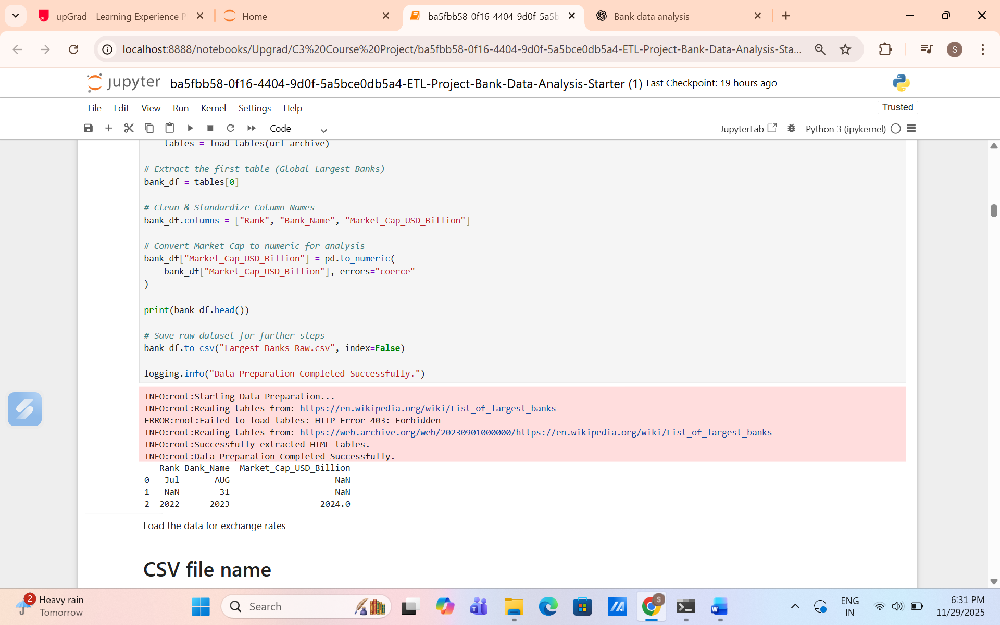 upGrad - Learning Experience P
Home
ba5fbb58-0f16-4404-9d0f-5a5b
Bank data analysis
localhost:8888/notebooks/Upgrad/C3%20Course%20Project/ba5fbb58-0f16-4404-9d0f-5a5bce0db5a4-ETL-Project-Bank-Data-Analysis-Sta...
S
jupyter ba5fbb58-0f16-4404-9d0f-5a5bce0db5a4-ETL-Project-Bank-Data-Analysis-Starter (1) Last Checkpoint: 19 hours ago
File Edit View Run Kernel Settings Help
Trusted
Code
JupyterLab
Python 3 (ipykernel)
    tables = load_tables(url_archive)
# Extract the first table (Global Largest Banks)
bank_df = tables[0]
# Clean & Standardize Column Names
bank_df.columns = ["Rank", "Bank_Name", "Market_Cap_USD_Billion"]
# Convert Market Cap to numeric for analysis
bank_df["Market_Cap_USD_Billion"] = pd.to_numeric(
    bank_df["Market_Cap_USD_Billion"], errors="coerce"
)
print(bank_df.head())
# Save raw dataset for further steps
bank_df.to_csv("Largest_Banks_Raw.csv", index=False)
logging.info("Data Preparation Completed Successfully.")
INFO:root:Starting Data Preparation...
INFO:root:Reading tables from: https://en.wikipedia.org/wiki/List_of_largest_banks
ERROR:root:Failed to load tables: HTTP Error 403: Forbidden
INFO:root:Reading tables from: https://web.archive.org/web/20230901000000/https://en.wikipedia.org/wiki/List_of_largest_banks
INFO:root:Successfully extracted HTML tables.
INFO:root:Data Preparation Completed Successfully.
   Rank Bank_Name  Market_Cap_USD_Billion
0   Jul       AUG                     NaN
1   NaN        31                     NaN
2  2022      2023                  2024.0
Load the data for exchange rates
CSV file name
2
Heavy rain
Tomorrow
Search
S
ENG
IN
6:31 PM
11/29/2025